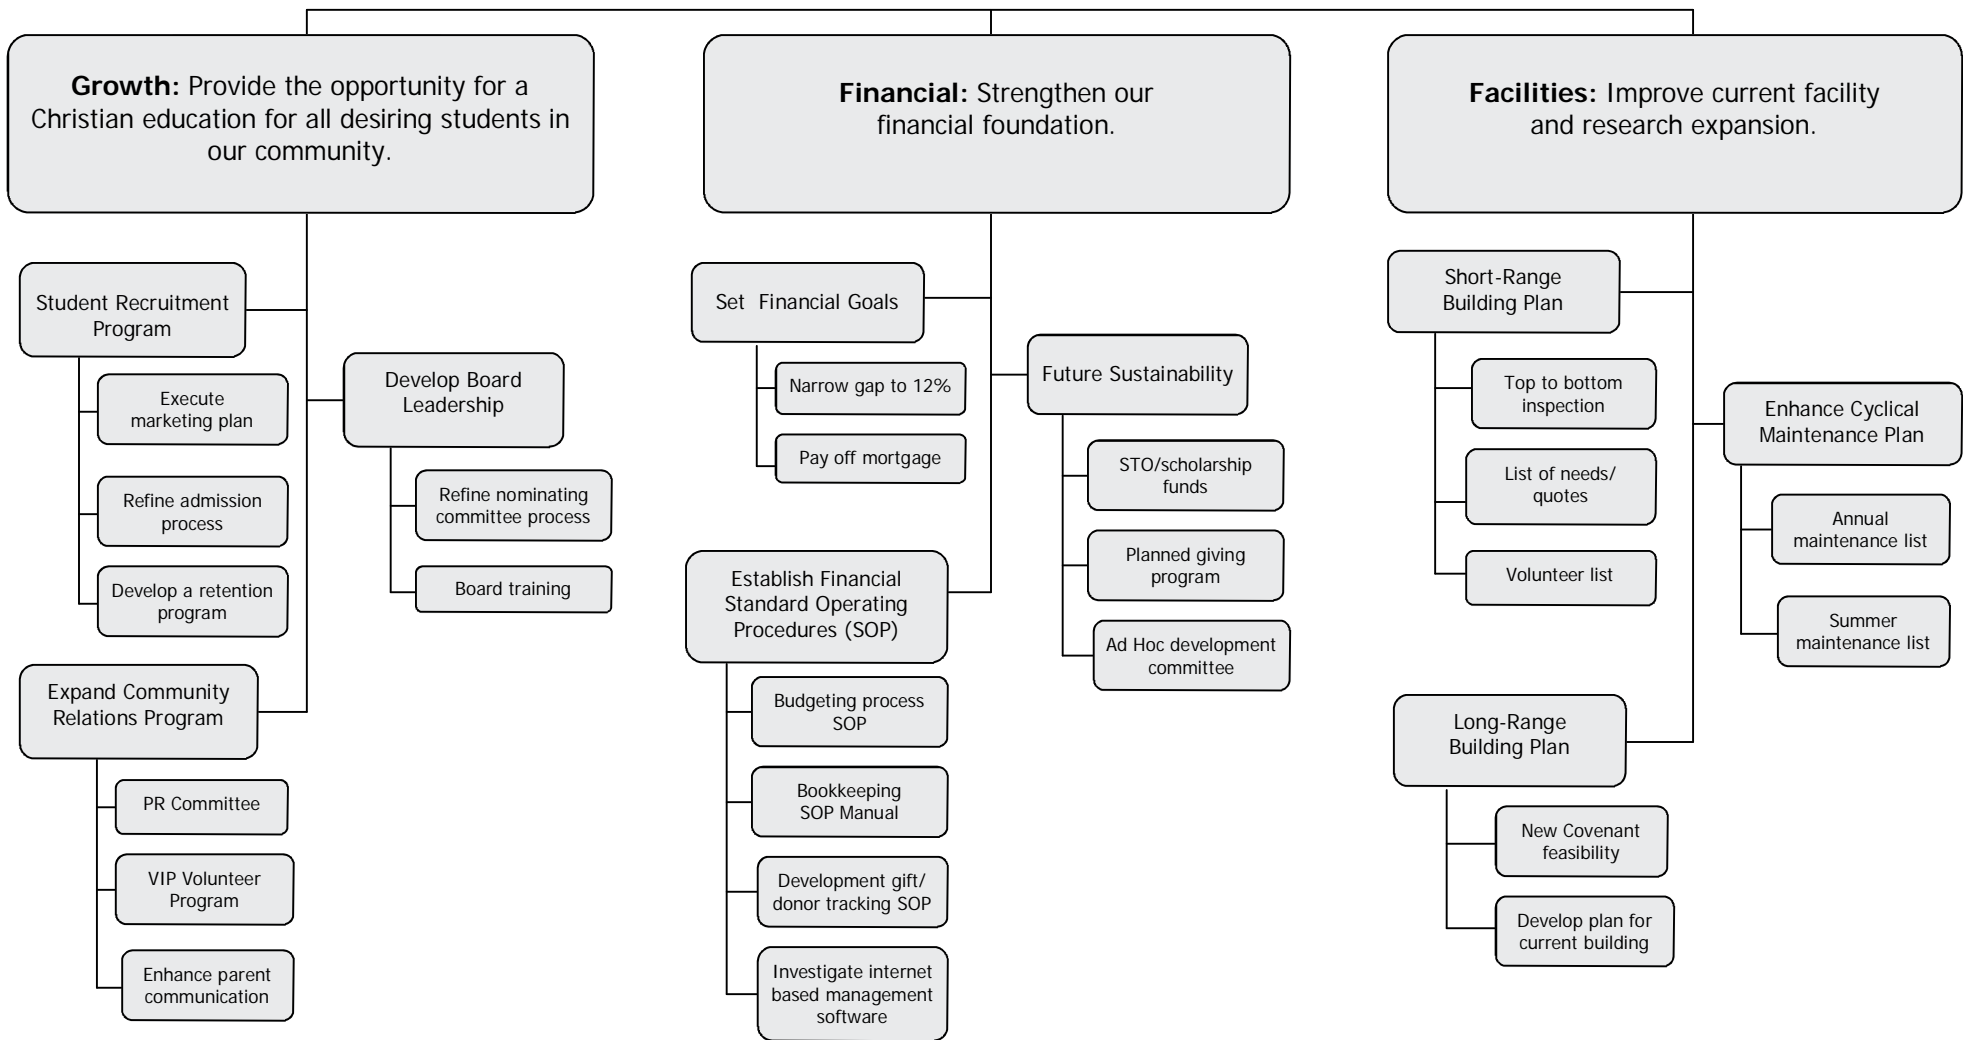 Growth: Provide the opportunity for a
Christian education for all desiring students in
our community.
Student Recruitment
Program
Execute
marketing plan
Refine admission
process
Develop a retention
program
Develop Board
Leadership
Refine nominating
committee process
Board training
Expand Community
Relations Program
PR Committee
VIP Volunteer
Program
Enhance parent
communication
Financial: Strengthen our
financial foundation.
Set Financial Goals
Narrow gap to 12%
Pay off mortgage
Future Sustainability
STO/scholarship
funds
Planned giving
program
Ad Hoc development
committee
Establish Financial
Standard Operating
Procedures (SOP)
Budgeting process
SOP
Bookkeeping
SOP Manual
Development gift/
donor tracking SOP
Investigate internet
based management
software
Facilities: Improve current facility
and research expansion.
Short-Range
Building Plan
Top to bottom
inspection
List of needs/
quotes
Volunteer list
Enhance Cyclical
Maintenance Plan
Annual
maintenance list
Summer
maintenance list
Long-Range
Building Plan
New Covenant
feasibility
Develop plan for
current building